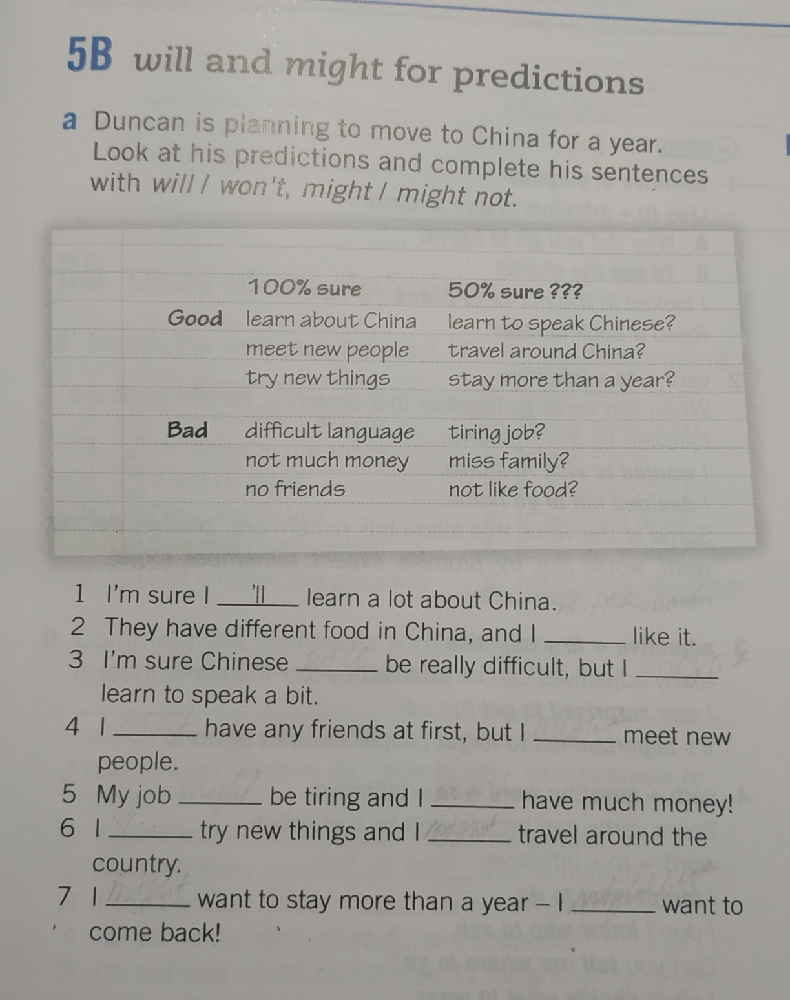 5B will and might for predictions
a Duncan is planning to move to China for a year.
Look at his predictions and complete his sentences
with will / won't, might / might not.
100% sure 50% sure ???
Good learn about China learn to speak Chinese?
meet new people travel around China?
try new things stay more than a year?
Bad difficult language tiring job?
not much money miss family?
no friends not like food?
1 I'm sure I 'll learn a lot about China.
2 They have different food in China, and I ______ like it.
3 I'm sure Chinese ______ be really difficult, but I ______
learn to speak a bit.
4 I ______ have any friends at first, but I ______ meet new
people.
5 My job ______ be tiring and I ______ have much money!
6 I ______ try new things and I might travel around the
country.
7 I might want to stay more than a year – I ______ want to
come back!